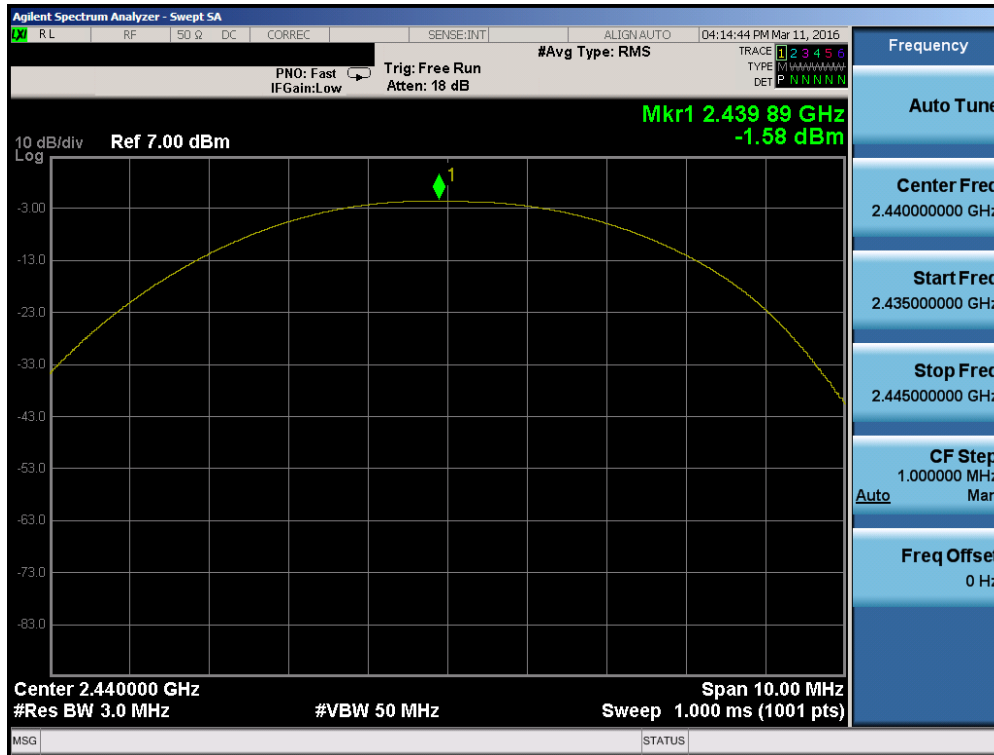 Agilent Spectrum Analyzer - Swept SA
LXI RL RF 50 Ω DC CORREC SENSE:INT ALIGNAUTO 04:14:44 PM Mar 11, 2016
#Avg Type: RMS TRACE 1 2 3 4 5 6
PNO: Fast Trig: Free Run TYPE M WWWWW
IFGain:Low Atten: 18 dB DET P N N N N N
Mkr1 2.439 89 GHz
-1.58 dBm
10 dB/div Ref 7.00 dBm
Log
1
-3.00
-13.0
-23.0
-33.0
-43.0
-53.0
-63.0
-73.0
-83.0
Center 2.440000 GHz Span 10.00 MHz
#Res BW 3.0 MHz #VBW 50 MHz Sweep 1.000 ms (1001 pts)
MSG STATUS
Frequency
Auto Tune
Center Freq
2.440000000 GHz
Start Freq
2.435000000 GHz
Stop Freq
2.445000000 GHz
CF Step
1.000000 MHz
Auto Man
Freq Offset
0 Hz